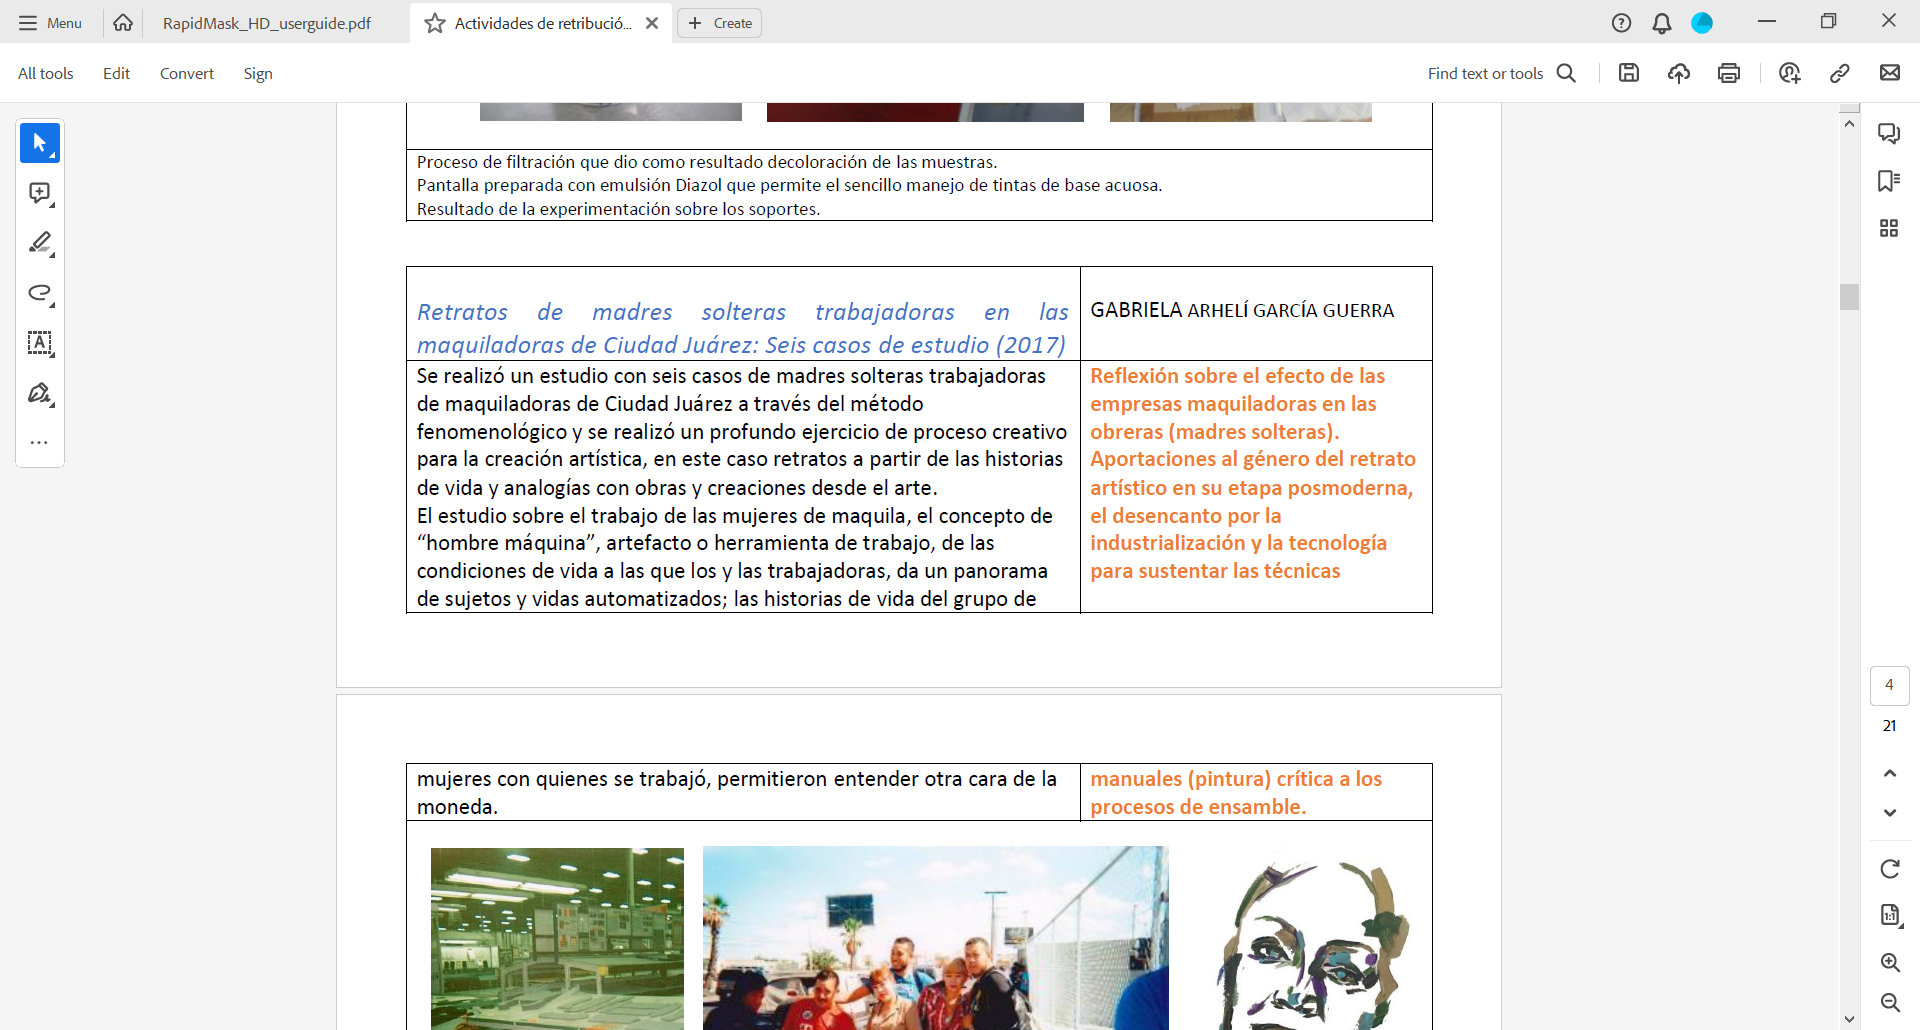 Menu
RapidMask_HD_userguide.pdf
Actividades de retribució...
Create
All tools
Edit
Convert
Sign
Find text or tools
Proceso de filtración que dio como resultado decoloración de las muestras.
Pantalla preparada con emulsión Diazol que permite el sencillo manejo de tintas de base acuosa.
Resultado de la experimentación sobre los soportes.
Retratos de madres solteras trabajadoras en las
maquiladoras de Ciudad Juárez: Seis casos de estudio (2017)
GABRIELA ARHELÍ GARCÍA GUERRA
Se realizó un estudio con seis casos de madres solteras trabajadoras
de maquiladoras de Ciudad Juárez a través del método
fenomenológico y se realizó un profundo ejercicio de proceso creativo
para la creación artística, en este caso retratos a partir de las historias
de vida y analogías con obras y creaciones desde el arte.
El estudio sobre el trabajo de las mujeres de maquila, el concepto de
“hombre máquina”, artefacto o herramienta de trabajo, de las
condiciones de vida a las que los y las trabajadoras, da un panorama
de sujetos y vidas automatizados; las historias de vida del grupo de
Reflexión sobre el efecto de las
empresas maquiladoras en las
obreras (madres solteras).
Aportaciones al género del retrato
artístico en su etapa posmoderna,
el desencanto por la
industrialización y la tecnología
para sustentar las técnicas
mujeres con quienes se trabajó, permitieron entender otra cara de la
moneda.
manuales (pintura) crítica a los
procesos de ensamble.
4
21
1:1